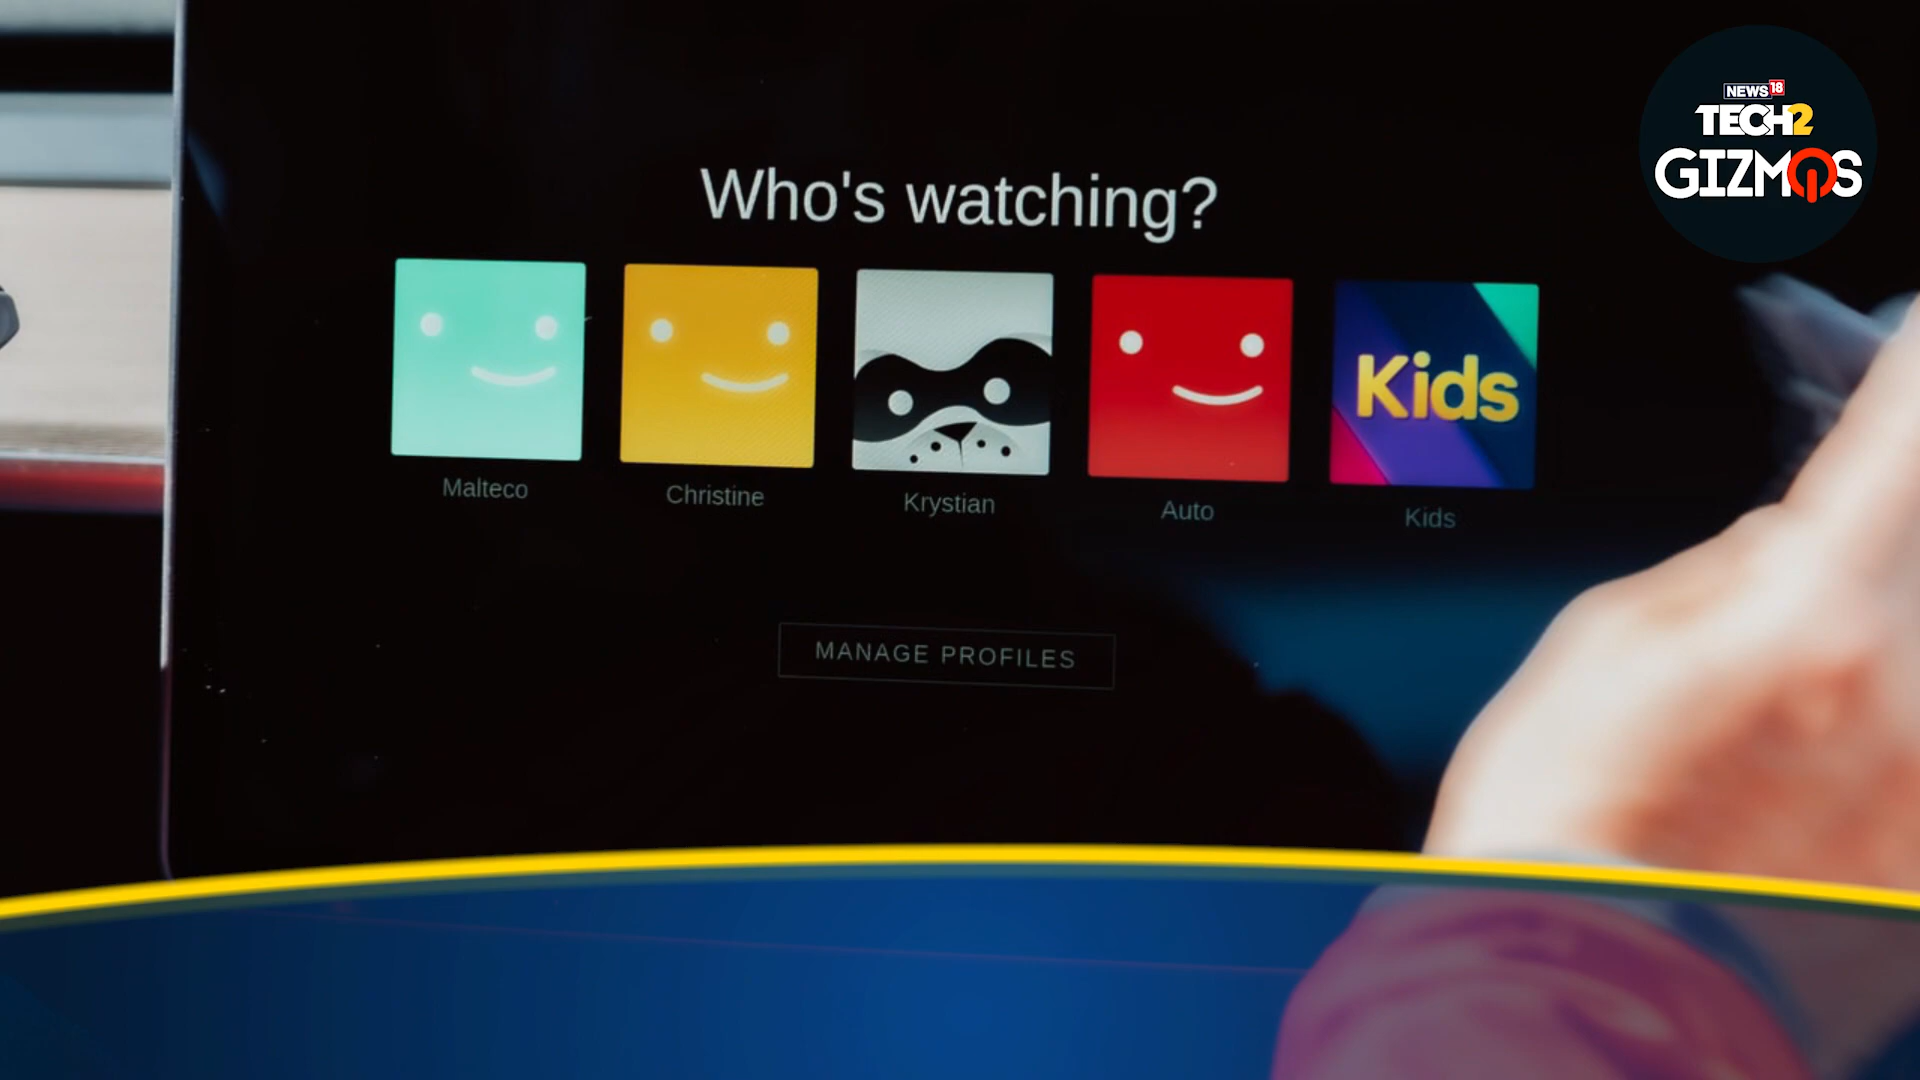 NEWS18
TECH2
GIZMOS
Who's watching?
Kids
Malteco
Christine
Krystian
Auto
Kids
MANAGE PROFILES